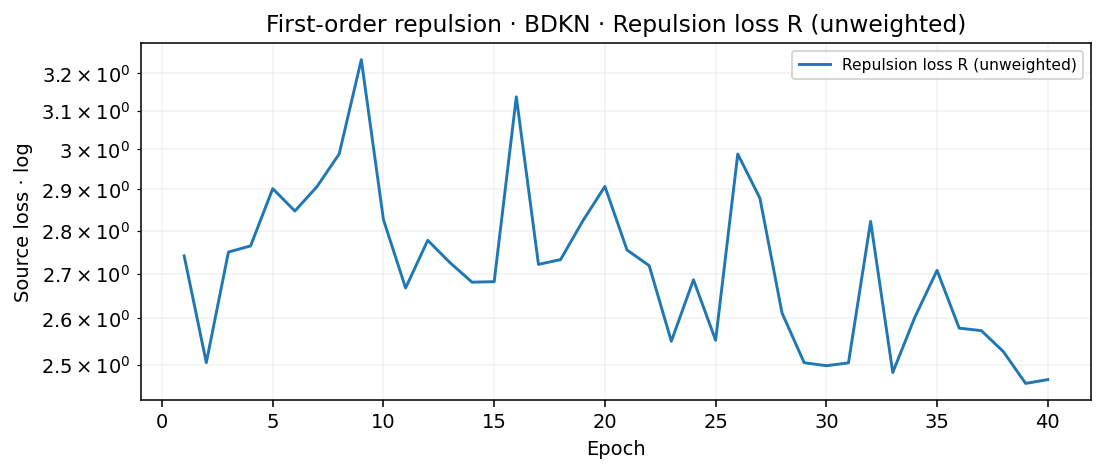 First-order repulsion · BDKN · Repulsion loss R (unweighted)
Repulsion loss R (unweighted)
3.2 × 10⁰
3.1 × 10⁰
3 × 10⁰
2.9 × 10⁰
2.8 × 10⁰
2.7 × 10⁰
2.6 × 10⁰
2.5 × 10⁰
Source loss · log
0 5 10 15 20 25 30 35 40
Epoch